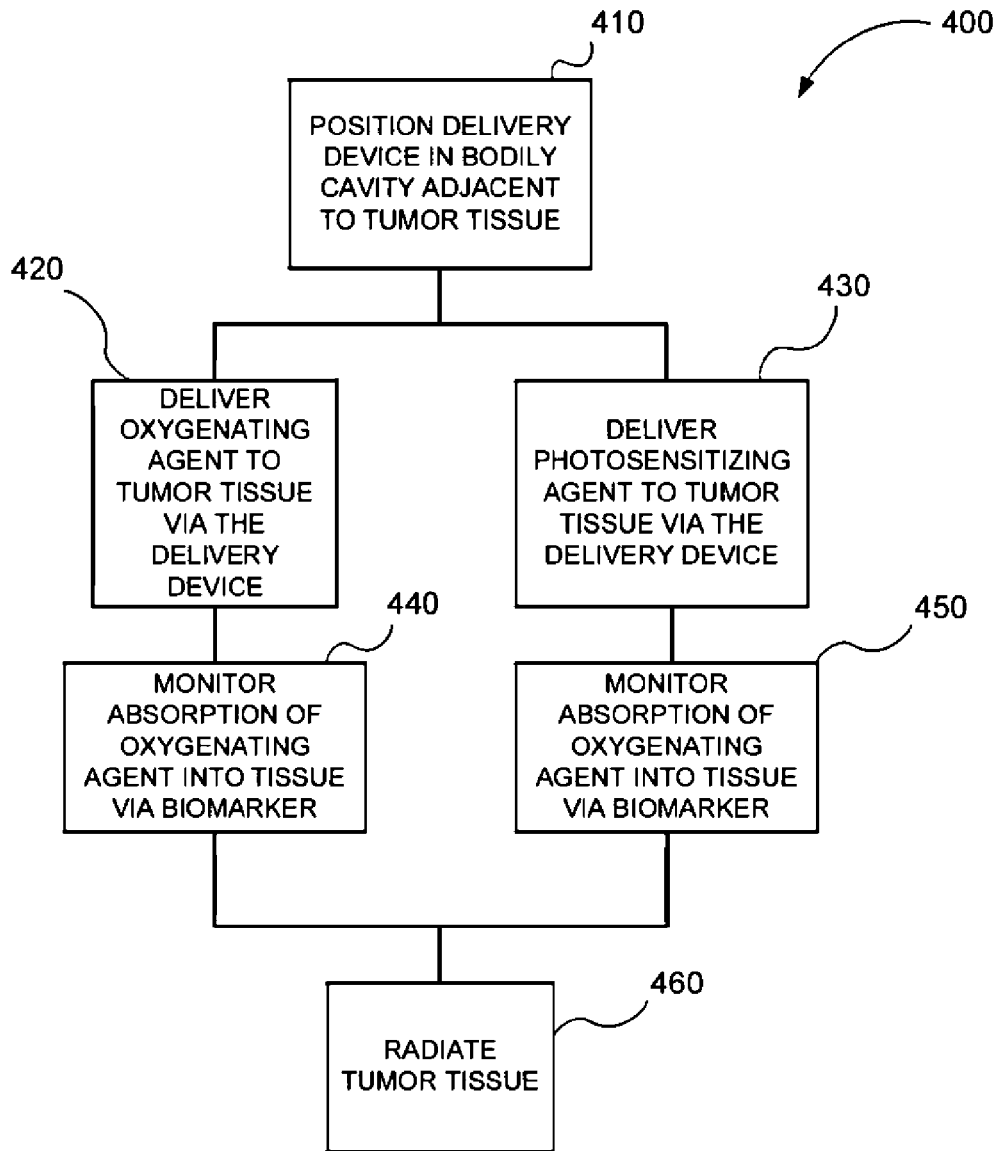 410
400
POSITION DELIVERY
DEVICE IN BODILY
CAVITY ADJACENT
TO TUMOR TISSUE
420
430
DELIVER
OXYGENATING
AGENT TO
TUMOR TISSUE
VIA THE
DELIVERY
DEVICE
DELIVER
PHOTOSENSITIZING
AGENT TO TUMOR
TISSUE VIA THE
DELIVERY DEVICE
440
450
MONITOR
ABSORPTION OF
OXYGENATING
AGENT INTO TISSUE
VIA BIOMARKER
MONITOR
ABSORPTION OF
OXYGENATING
AGENT INTO TISSUE
VIA BIOMARKER
460
RADIATE
TUMOR TISSUE